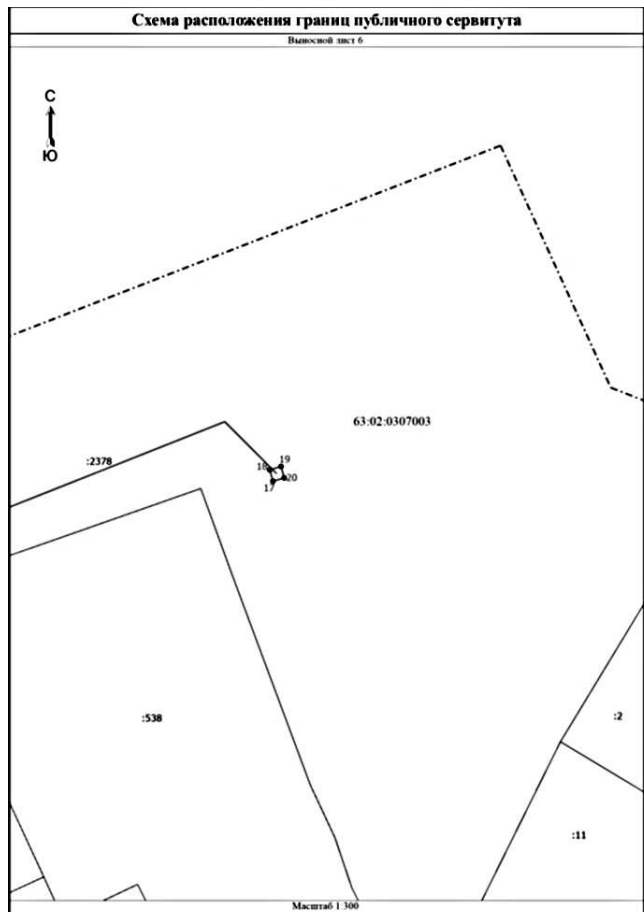 Схема расположения границ публичного сервитута
Выносной лист 6
С
Ю
63:02:0307003
:2378
18
19
17
20
:538
:2
:11
Масштаб 1:300